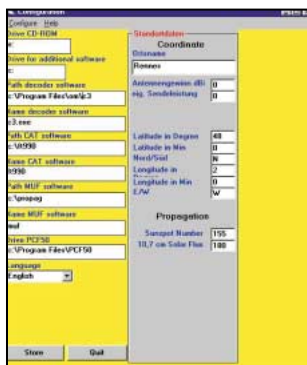 Configuration
Configure Help
Drive CD-ROM
e:
Drive for additional software
c:
Path decoder software
c:\Program Files\om\jc3
Name decoder software
c3.exe
Path CAT software
c:\ft990
Name CAT software
ft990
Path MUF software
c:\propag
Name MUF software
muf
Drive PCF50
c:\Program Files\PCF50
Language
English
Store Quit
Standortdaten
Coordinate
Ortsname
Rennes
Antennengewinn dBi 0
eig. Sendeleistung 0
Latitude in Degree 48
Latitude in Min 0
Nord/Süd N
Longitude in 2
Longitude in Min 0
E/W W
Propagation
Sunspot Number 155
10,7 cm Solar Flux 180